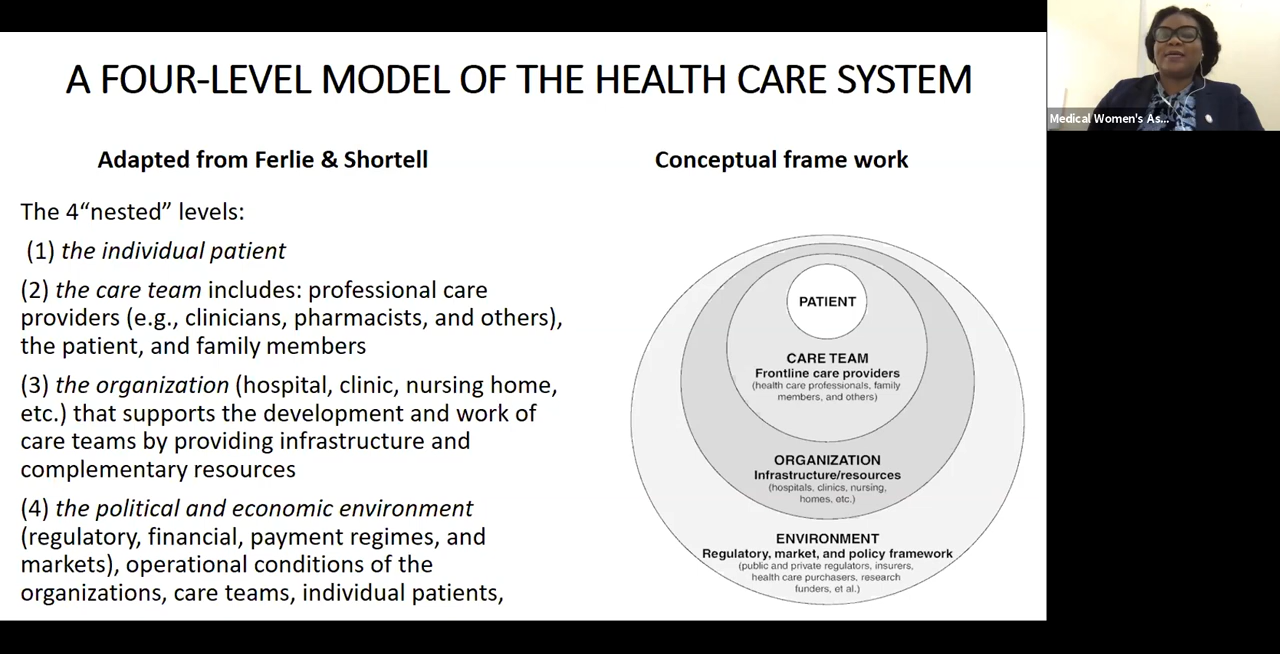 A FOUR-LEVEL MODEL OF THE HEALTH CARE SYSTEM
Medical Women's As...
Adapted from Ferlie & Shortell
The 4“nested” levels:
(1) the individual patient
(2) the care team includes: professional care
providers (e.g., clinicians, pharmacists, and others),
the patient, and family members
(3) the organization (hospital, clinic, nursing home,
etc.) that supports the development and work of
care teams by providing infrastructure and
complementary resources
(4) the political and economic environment
(regulatory, financial, payment regimes, and
markets), operational conditions of the
organizations, care teams, individual patients,
Conceptual frame work
PATIENT
CARE TEAM
Frontline care providers
(health care professionals, family
members, and others)
ORGANIZATION
Infrastructure/resources
(hospitals, clinics, nursing,
homes, etc.)
ENVIRONMENT
Regulatory, market, and policy framework
(public and private regulators, insurers,
health care purchasers, research
funders, et al.)